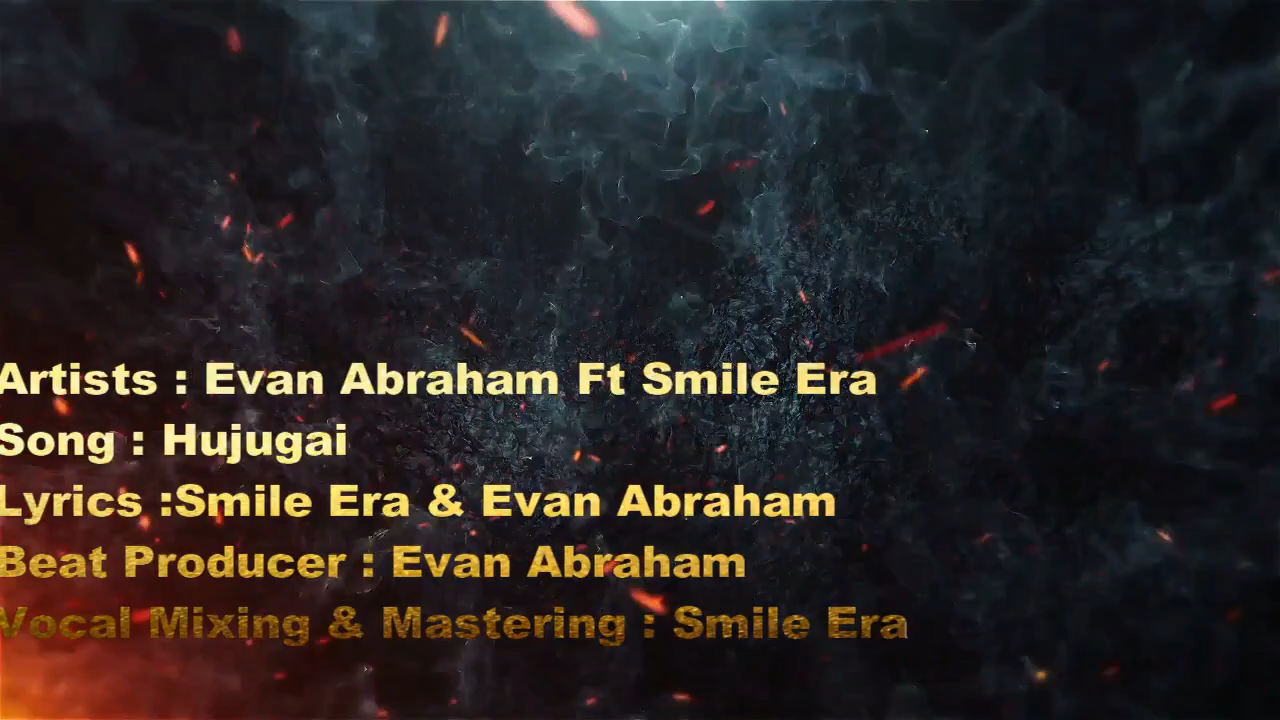 Artists : Evan Abraham Ft Smile Era
Song : Hujugai
Lyrics :Smile Era & Evan Abraham
Beat Producer : Evan Abraham
Vocal Mixing & Mastering : Smile Era